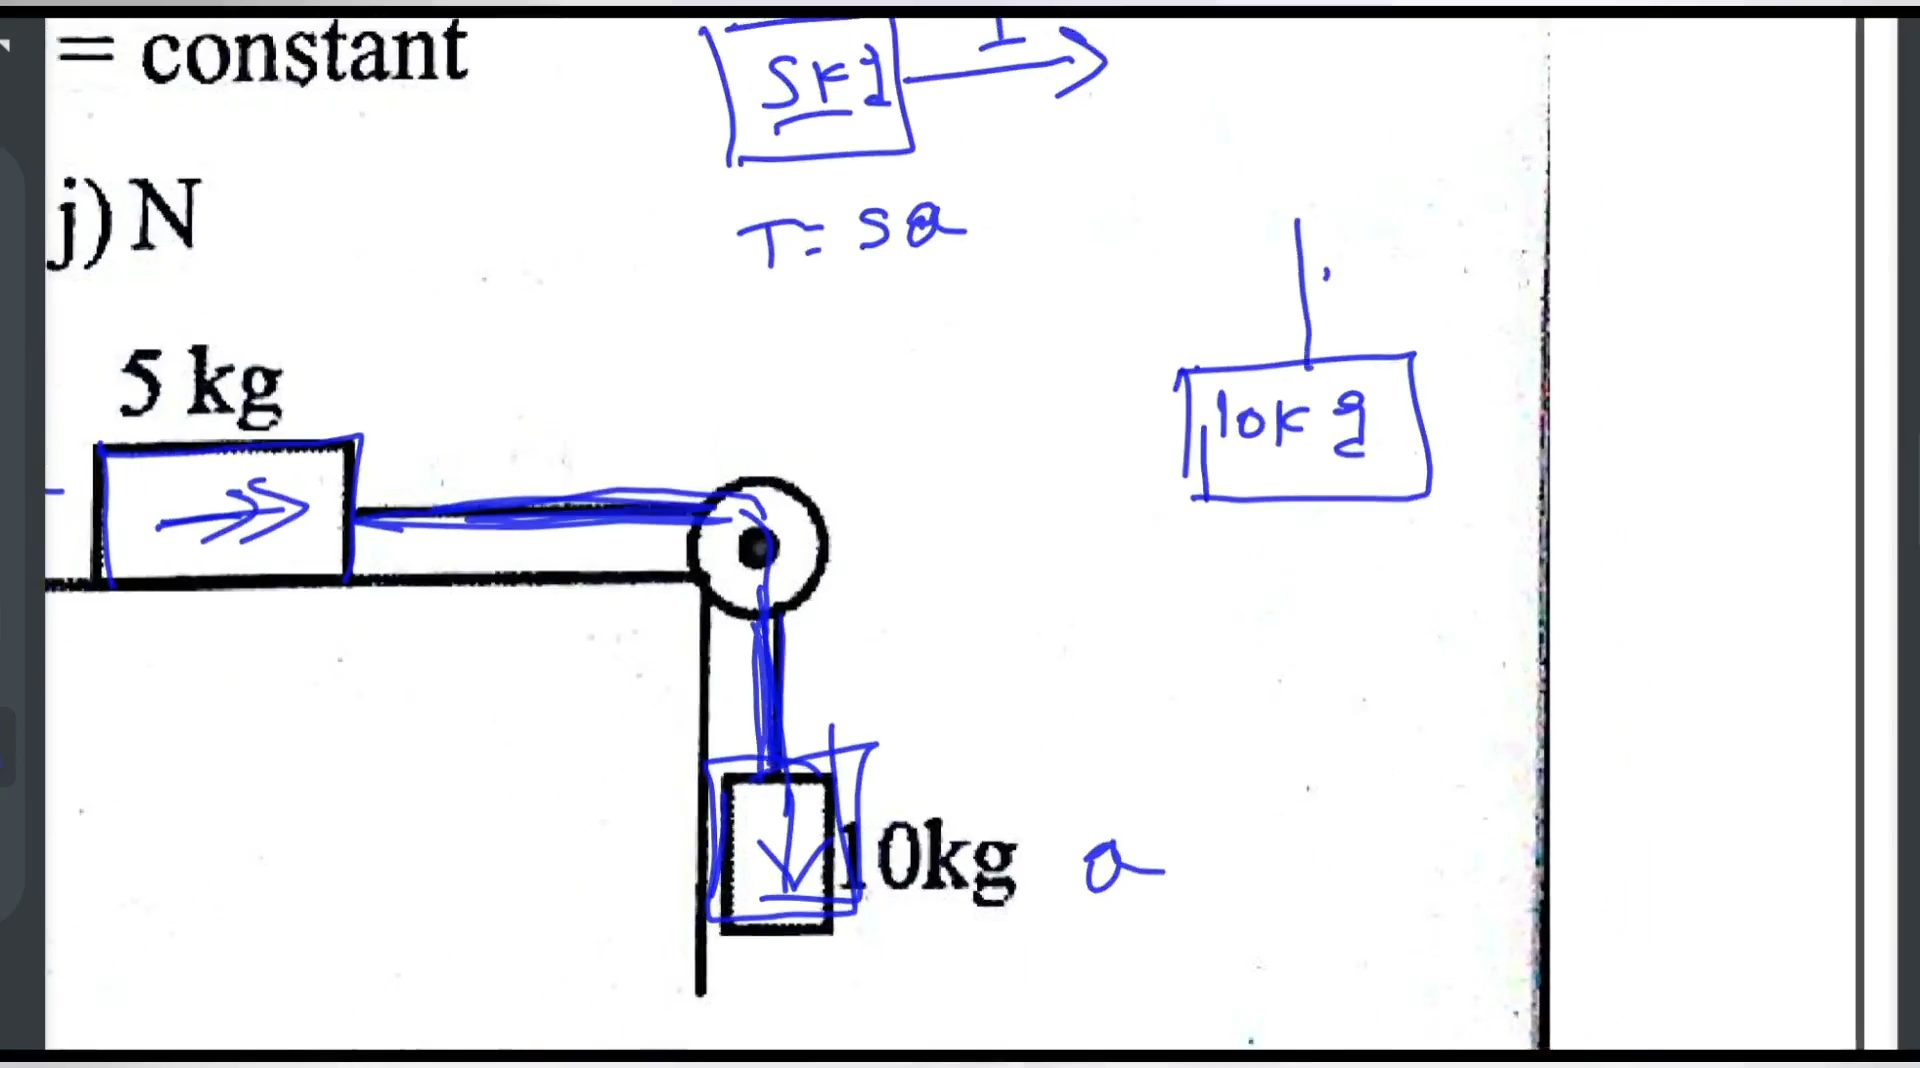 = constant
5kg
T
j) N
T = 5a
5 kg
10kg
10kg a